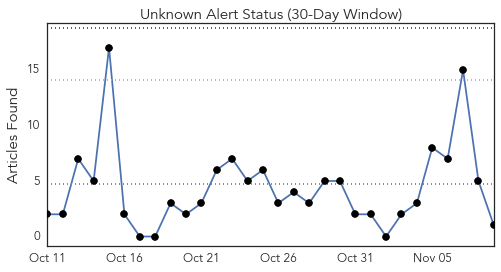 Unknown Alert Status (30-Day Window)
Articles Found
15
10
5
0
Oct 11 Oct 16 Oct 21 Oct 26 Oct 31 Nov 05